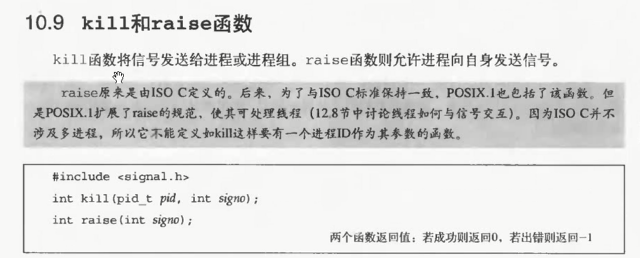 10.9 kill和raise函数
kill函数将信号发送给进程或进程组。raise函数则允许进程向自身发送信号。
raise原来是由ISO C定义的。后来，为了与ISO C标准保持一致，POSIX.1也包括了该函数。但
是POSIX.1扩展了raise的规范，使其可处理线程（12.8节中讨论线程如何与信号交互）。因为ISO C并不
涉及多进程，所以它不能定义如kill这样要有一个进程ID作为其参数的函数。
#include <signal.h>
int kill(pid_t pid, int signo);
int raise(int signo);
两个函数返回值：若成功则返回0，若出错则返回-1